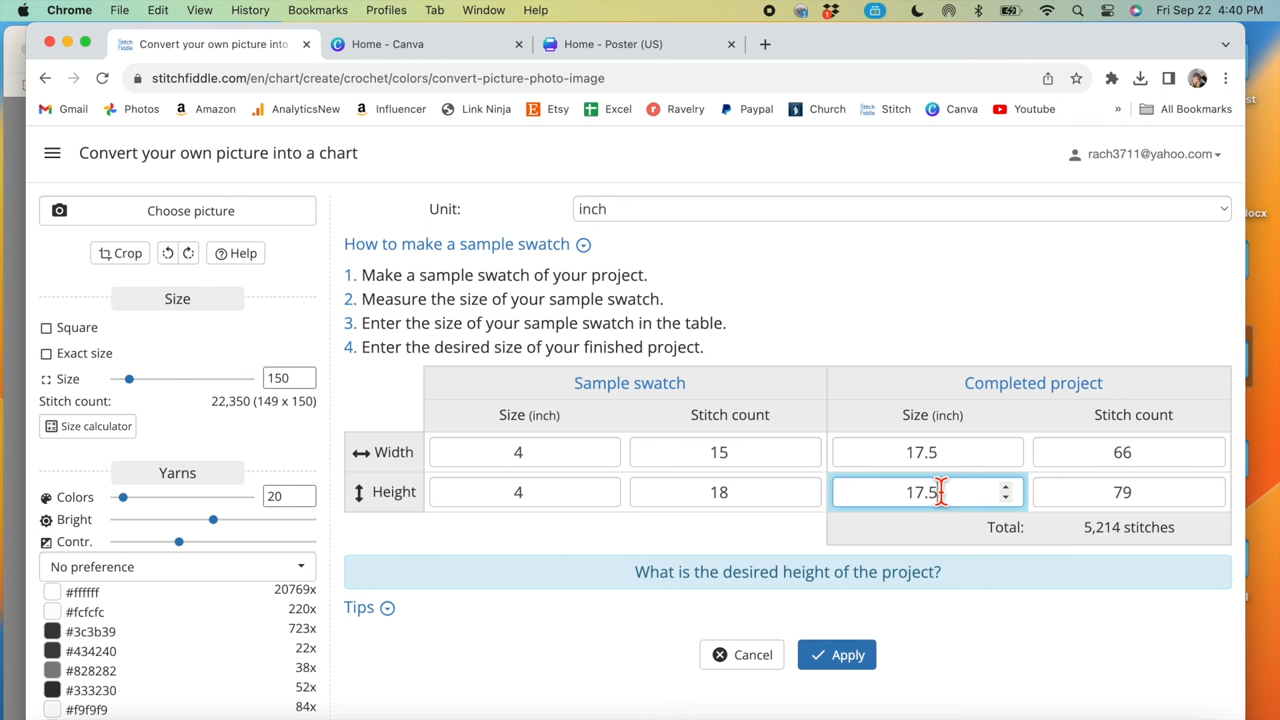 Chrome File Edit View History Bookmarks Profiles Tab Window Help Fri Sep 22 4:40 PM
Convert your own picture into Home - Canva Home - Poster (US)
stitchfiddle.com/en/chart/create/crochet/colors/convert-picture-photo-image
Gmail Photos Amazon AnalyticsNew Influencer Link Ninja Etsy Excel Ravelry Paypal Church Stitch Canva Youtube » All Bookmarks
Convert your own picture into a chart rach3711@yahoo.com
Choose picture Unit: inch
ocx
Crop Help How to make a sample swatch
1. Make a sample swatch of your project.
Size 2. Measure the size of your sample swatch.
Square 3. Enter the size of your sample swatch in the table.
Exact size 4. Enter the desired size of your finished project.
Size 150 Sample swatch Completed project
Stitch count: 22,350 (149 x 150) Size (inch) Stitch count Size (inch) Stitch count
Size calculator Width 4 15 17.5 66
Yarns
Colors 20 Height 4 18 17.5 79
Bright Total: 5,214 stitches
Contr.
No preference What is the desired height of the project?
#ffffff 20769x
#fcfcfc 220x Tips
#3c3b39 723x
#434240 22x Cancel Apply
#828282 38x
#333230 52x
#f9f9f9 84x